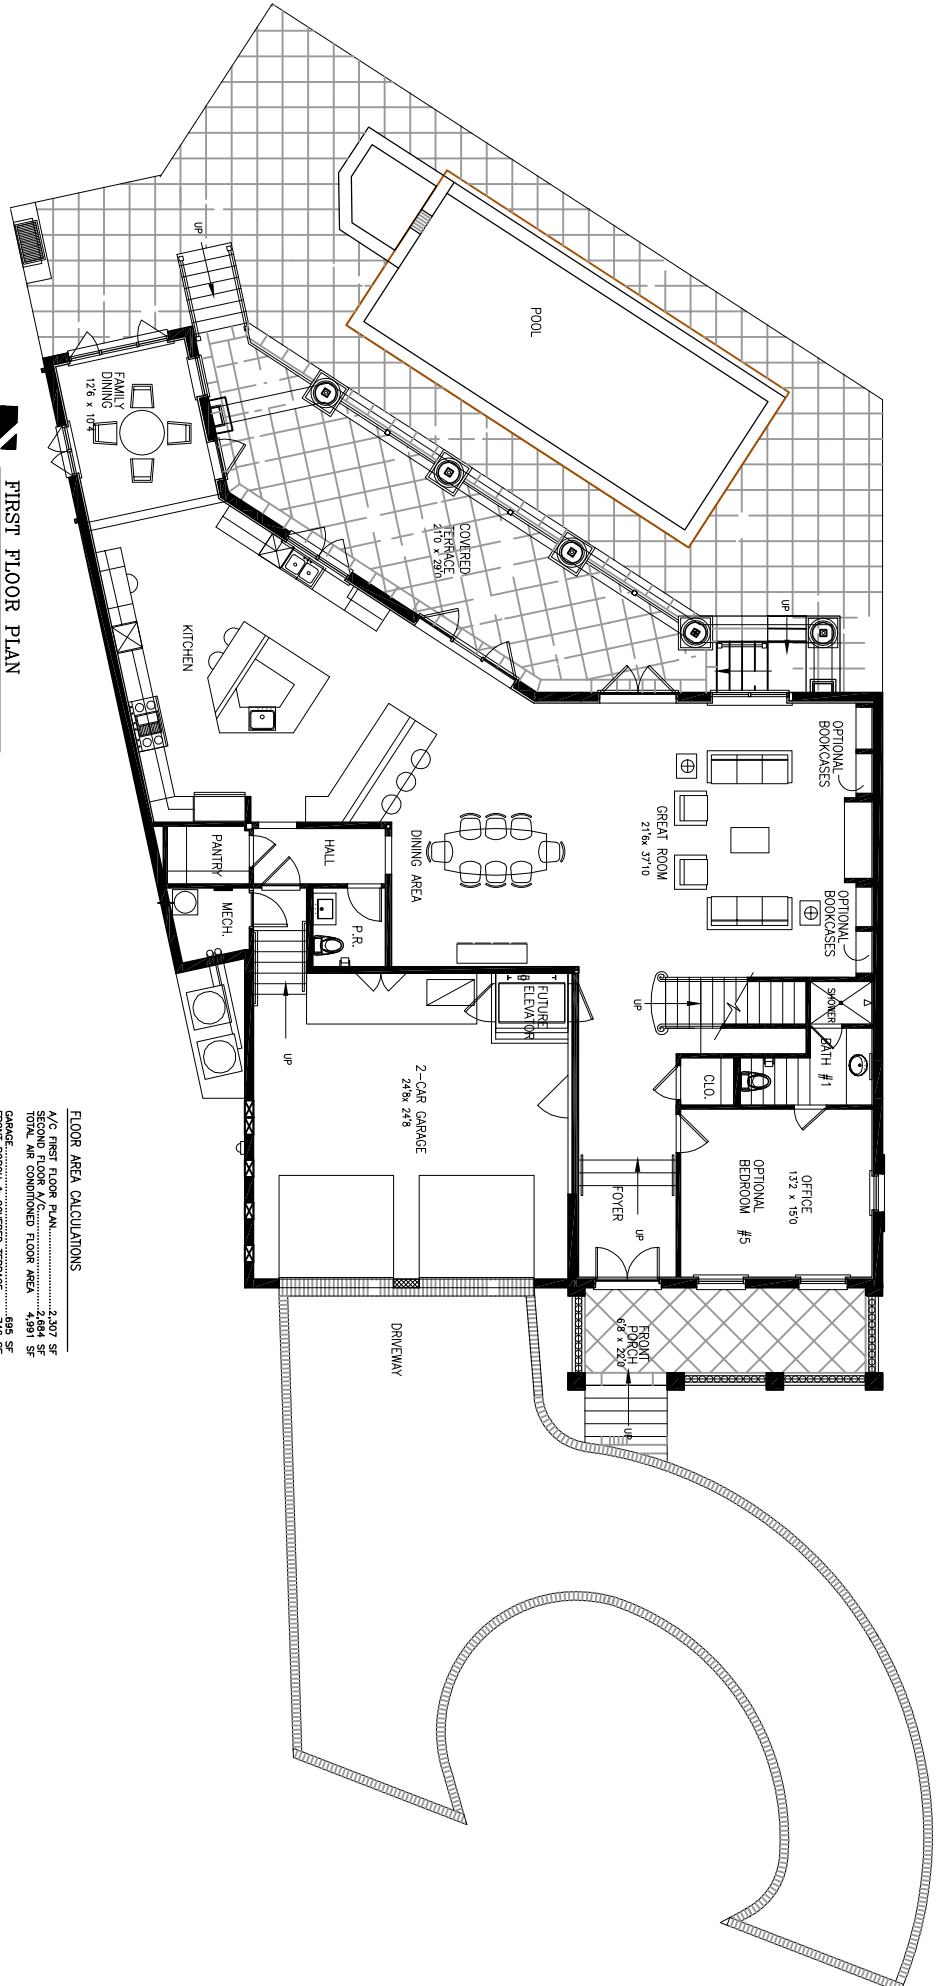 FIRST FLOOR PLAN
POOL
UP
COVERED
TERRACE
21'0 x 29'0
UP
FAMILY
DINING
12'6 x 10'4
KITCHEN
OPTIONAL
BOOKCASES
GREAT ROOM
21'6x 37'10
OPTIONAL
BOOKCASES
DINING AREA
HALL
PANTRY
P.R.
MECH.
UP
SHOWER
BATH #1
UP
FUTURE
ELEVATOR
CLO.
2-CAR GARAGE
24'8x 24'8
OFFICE
13'2 x 15'0
OPTIONAL
BEDROOM #5
FOYER
UP
FRONT
PORCH
6'8 x 22'0
UP
DRIVEWAY
FLOOR AREA CALCULATIONS
A/C FIRST FLOOR PLAN..................2,307 SF
SECOND FLOOR A/C......................2,684 SF
TOTAL AIR CONDITIONED FLOOR AREA 4,991 SF
GARAGE..............................695 SF